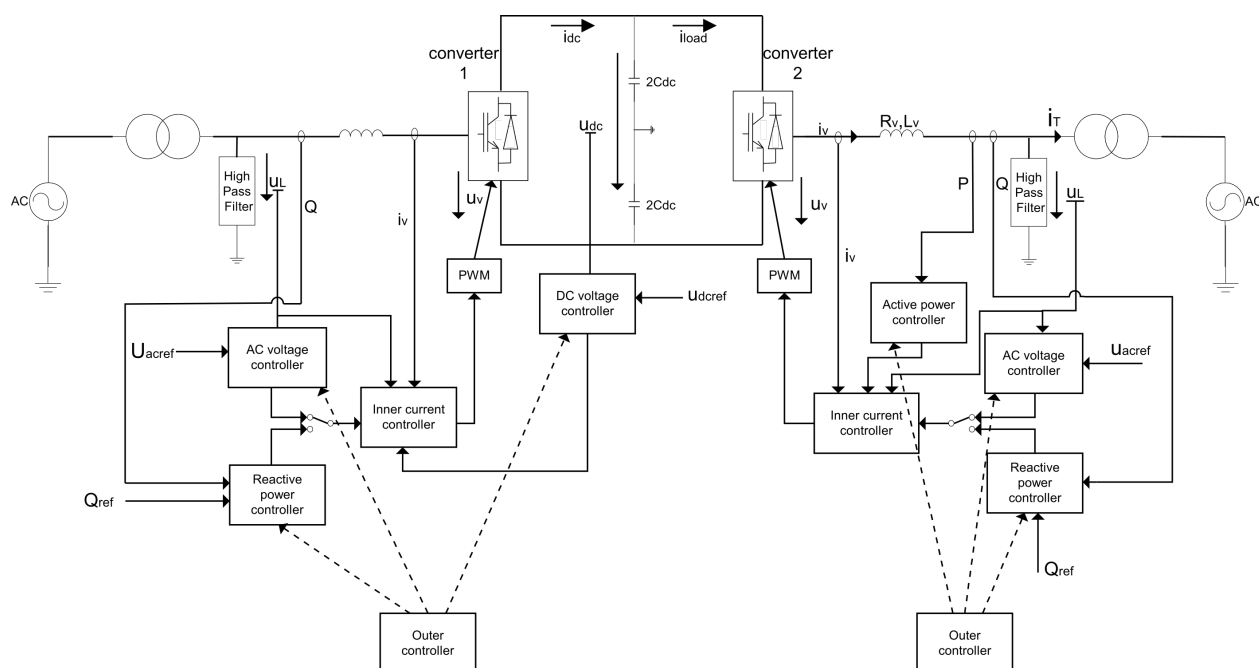 idc
iload
converter
1
converter
2
2Cdc
udc
2Cdc
High
Pass
Filter
uL
Q
iv
uv
AC
PWM
DC voltage
controller
udcref
Uacref
AC voltage
controller
Inner current
controller
Reactive
power
controller
Qref
Outer
controller
iv
Rv,Lv
iT
P
Q
High
Pass
Filter
uL
uv
iv
AC
PWM
Active power
controller
AC voltage
controller
uacref
Inner current
controller
Reactive
power
controller
Qref
Outer
controller